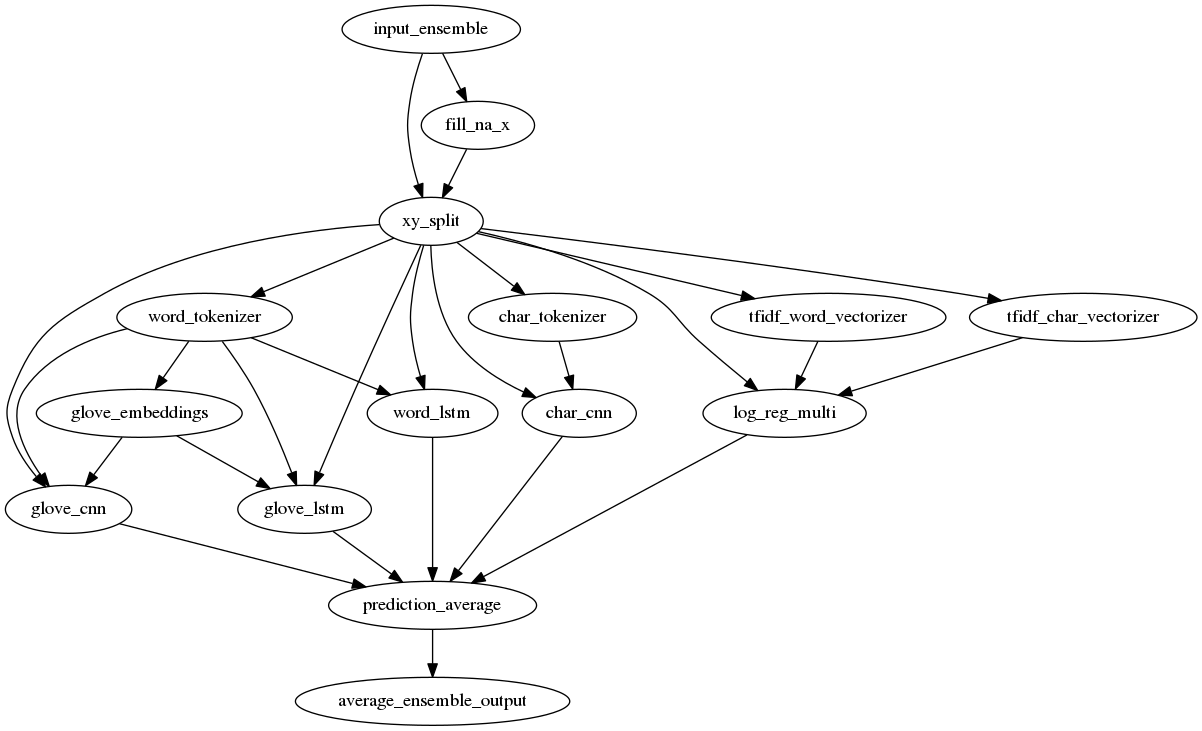 input_ensemble
fill_na_x
xy_split
word_tokenizer
char_tokenizer
tfidf_word_vectorizer
tfidf_char_vectorizer
glove_embeddings
word_lstm
char_cnn
log_reg_multi
glove_cnn
glove_lstm
prediction_average
average_ensemble_output